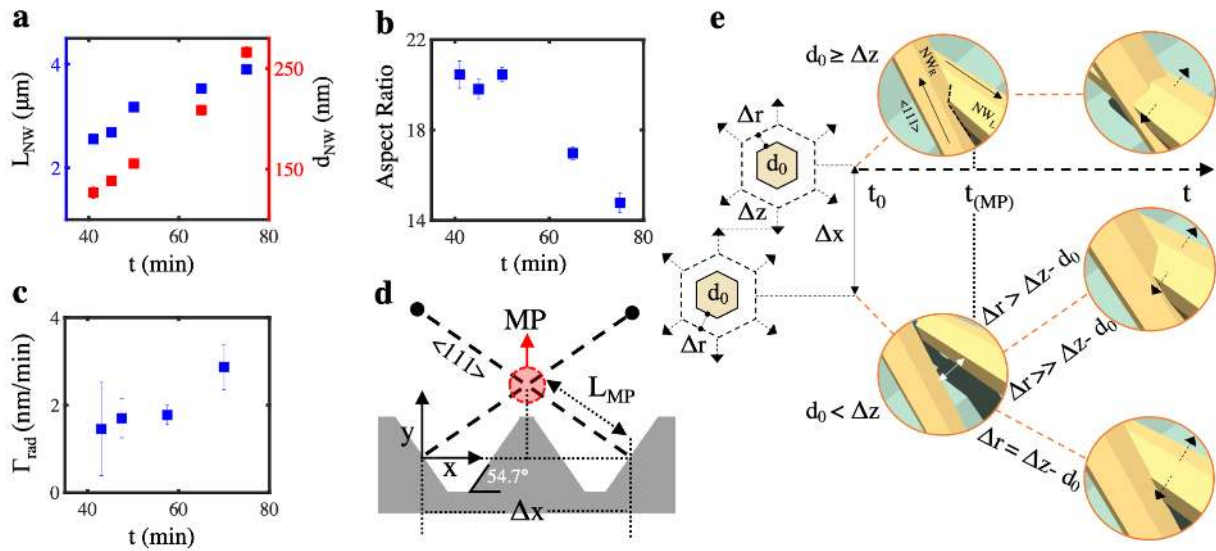 a
4
2
L_NW (μm)
250
150
d_NW (nm)
40
60
80
t (min)
b
22
18
14
Aspect Ratio
40
60
80
t (min)
c
4
2
0
Γ_rad (nm/min)
40
60
80
t (min)
d
MP
<111>
L_MP
y
x
54.7°
Δx
e
d₀ ≥ Δz
NW_R
<111>
NW_L
Δr
d₀
Δz
d₀
Δr
Δx
t₀
t_(MP)
t
d₀ < Δz
Δr > Δz- d₀
Δr >> Δz- d₀
Δr = Δz- d₀